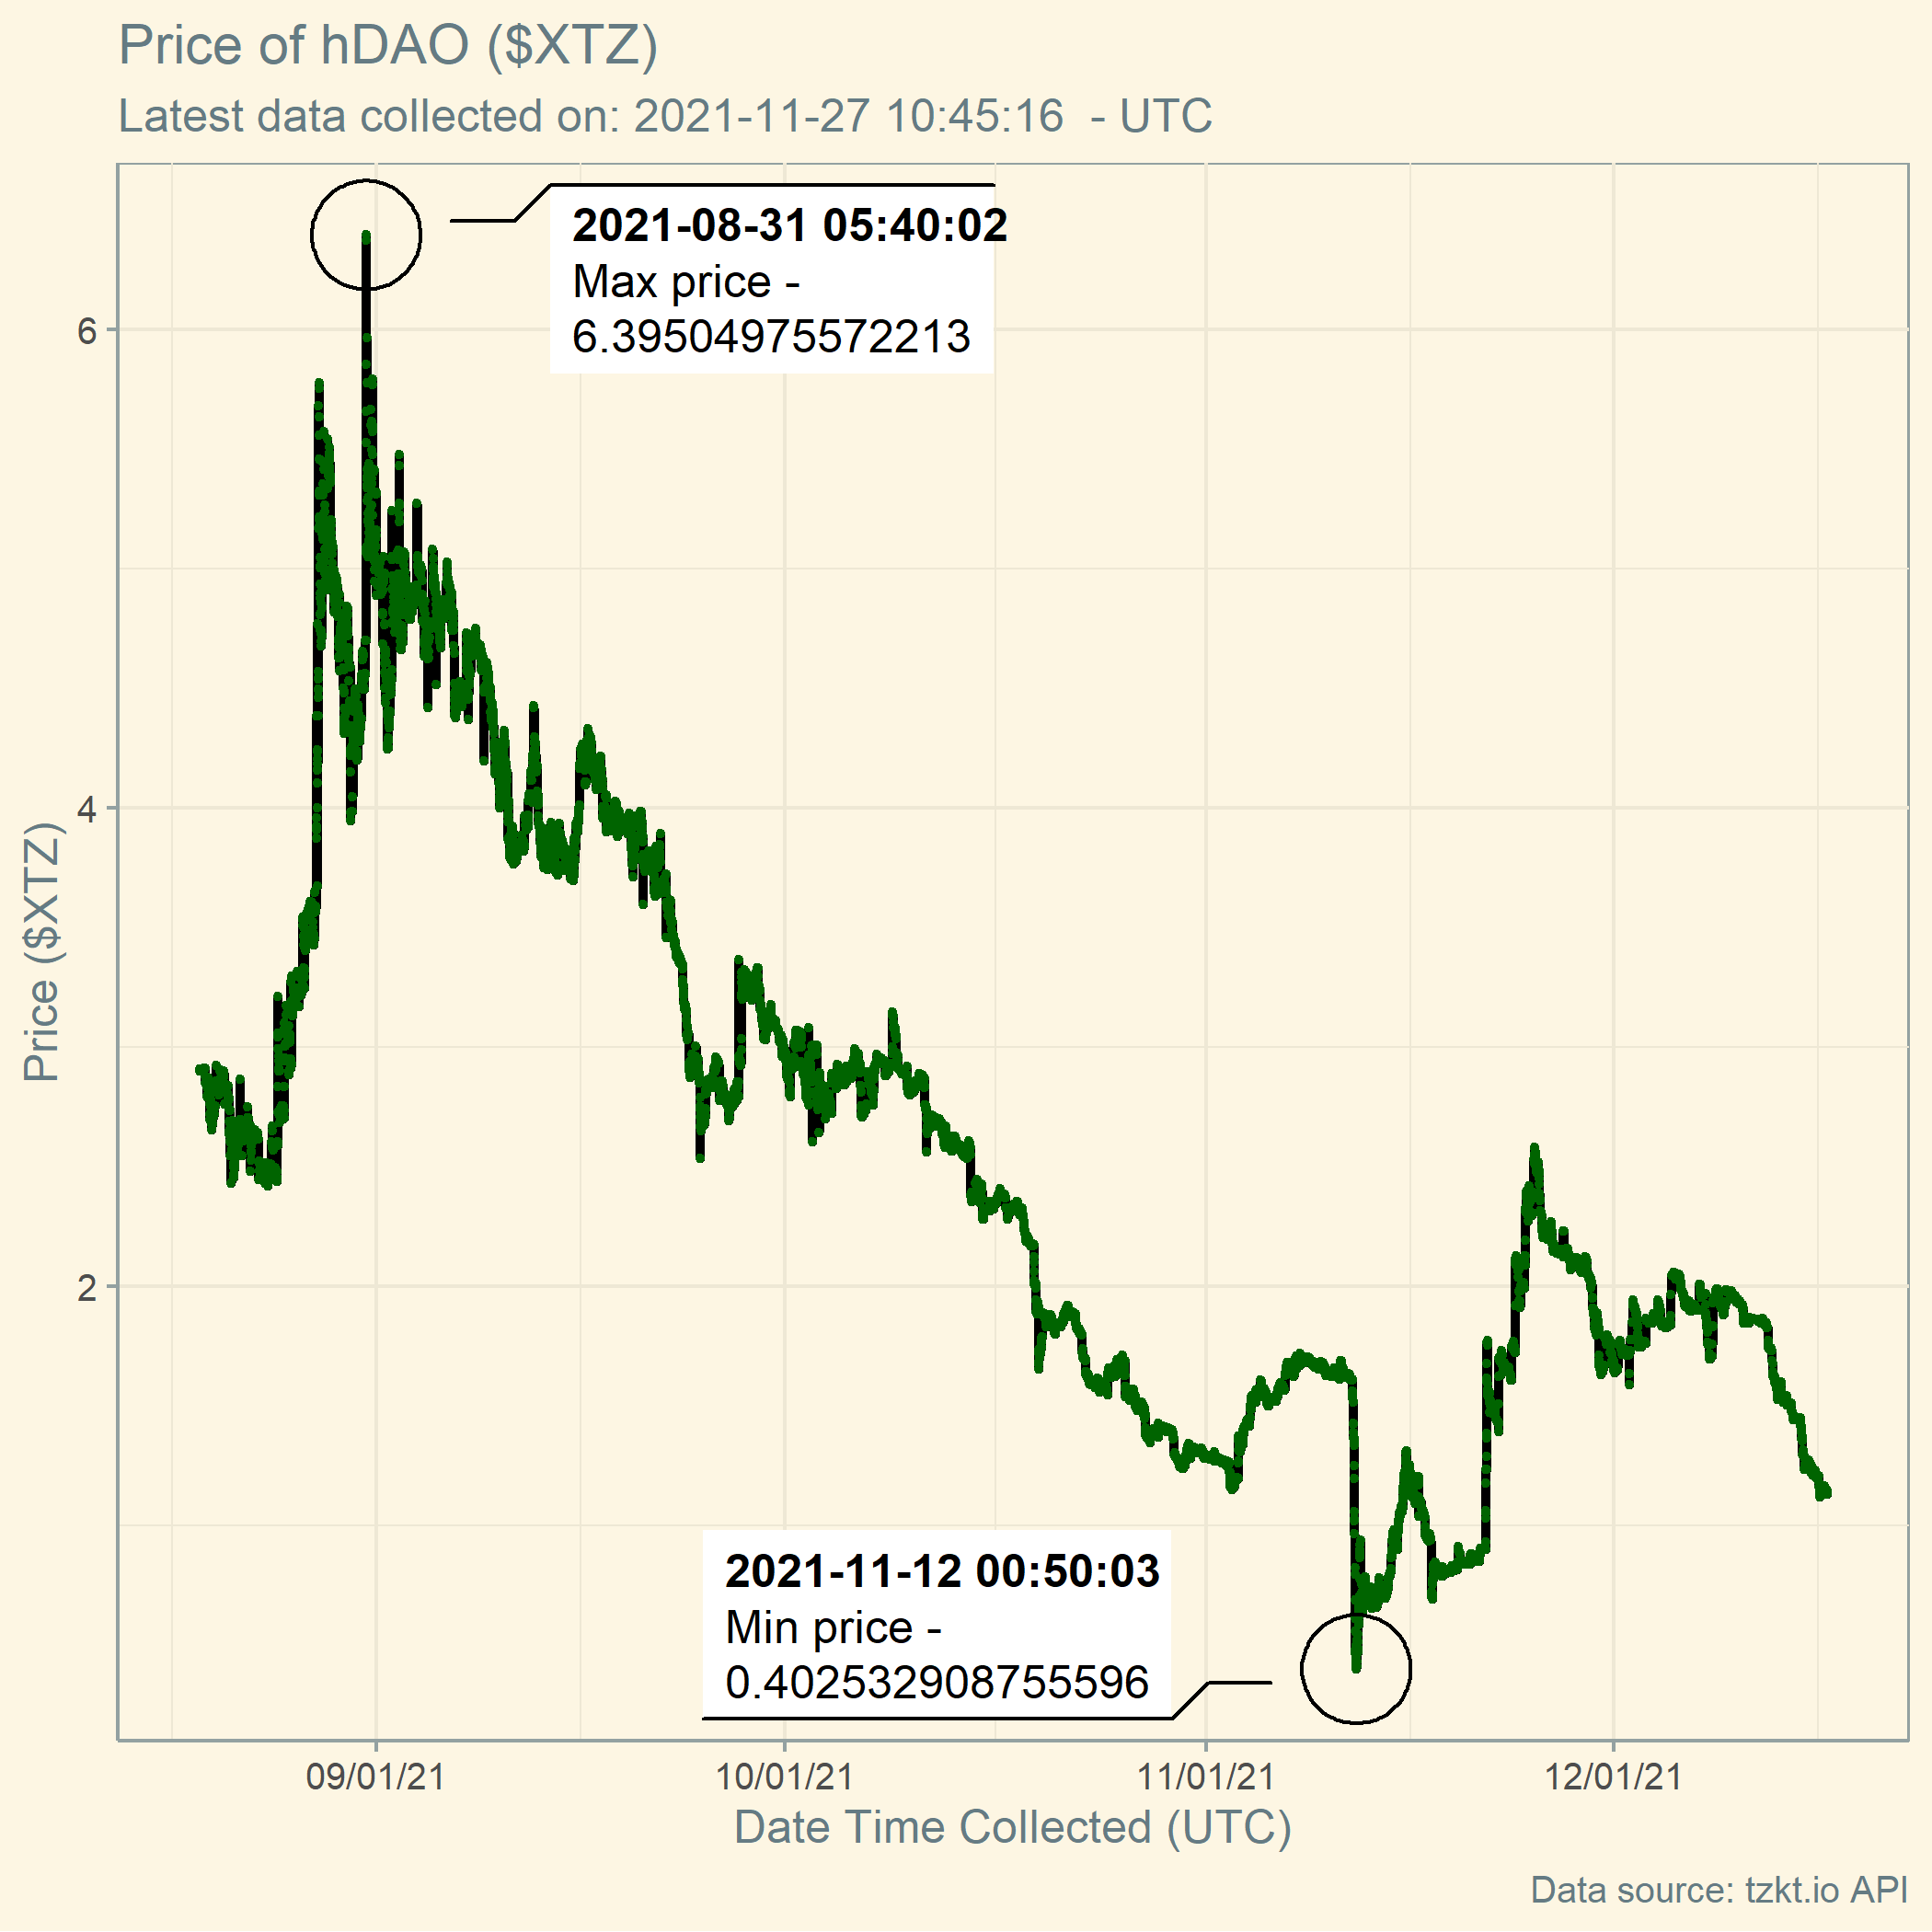 Price of hDAO ($XTZ)
Latest data collected on: 2021-11-27 10:45:16  - UTC
2021-08-31 05:40:02
Max price -
6.39504975572213
6
4
2
Price ($XTZ)
2021-11-12 00:50:03
Min price -
0.402532908755596
09/01/21
10/01/21
11/01/21
12/01/21
Date Time Collected (UTC)
Data source: tzkt.io API